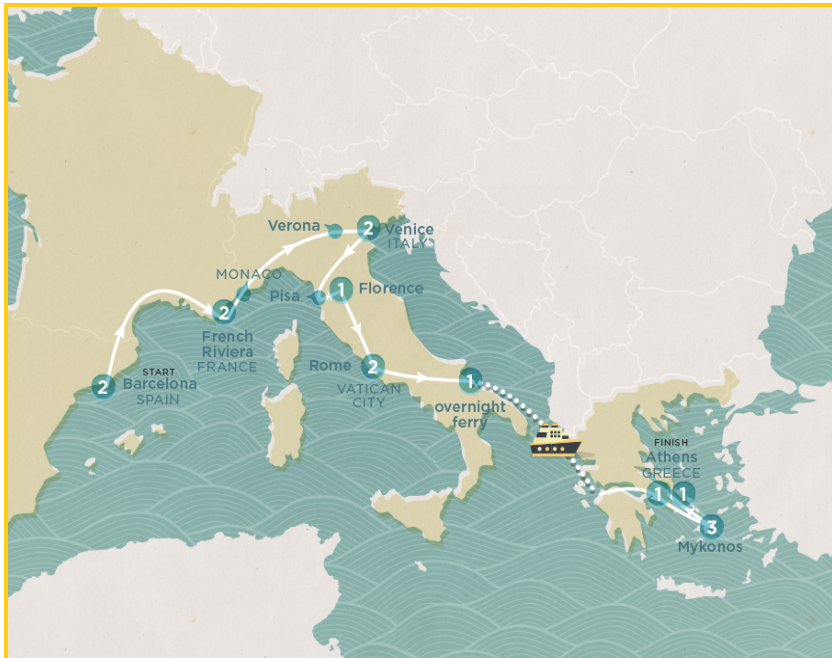 START
2
Barcelona
SPAIN
2
French
Riviera
FRANCE
MONACO
Verona
2
Venice
ITALY
Pisa
1
Florence
Rome
2
VATICAN
CITY
1
overnight
ferry
FINISH
Athens
GREECE
1
1
3
Mykonos